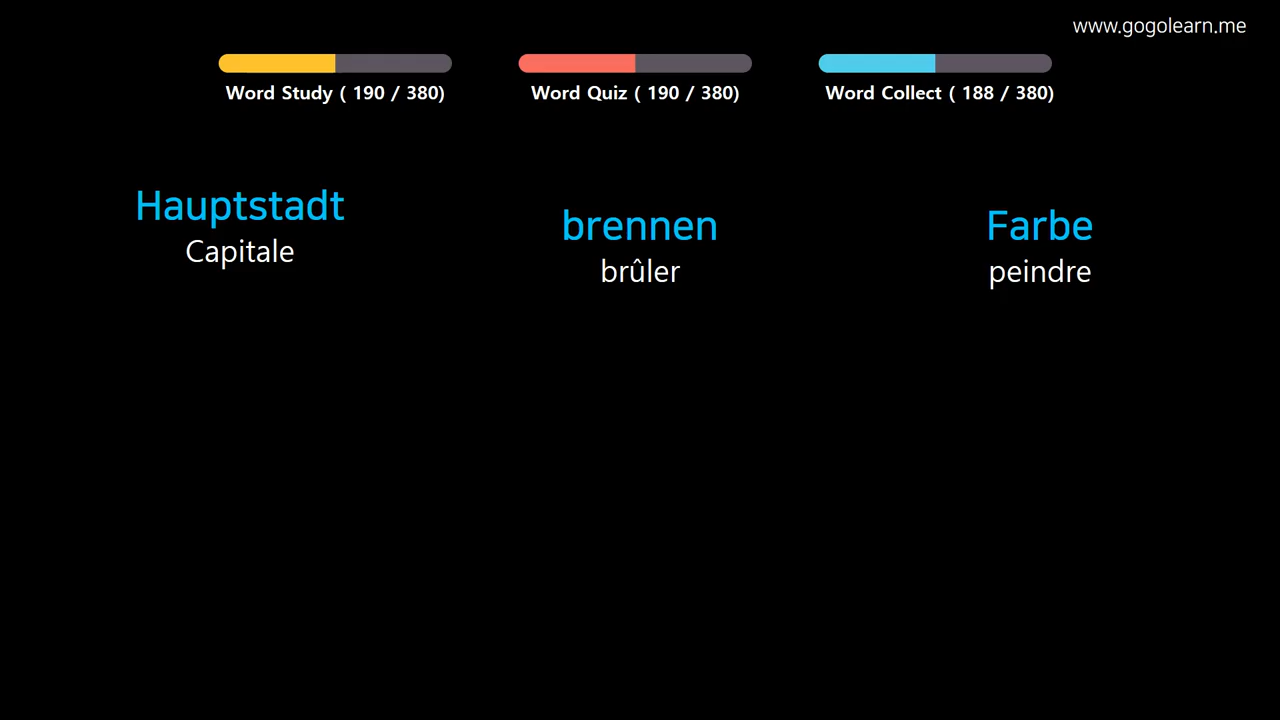 www.gogolearn.me
Word Study ( 190 / 380)
Word Quiz ( 190 / 380)
Word Collect ( 188 / 380)
Hauptstadt
Capitale
brennen
brûler
Farbe
peindre